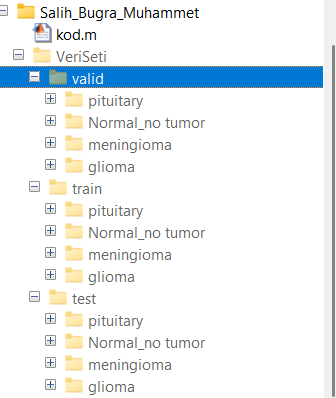 Salih_Bugra_Muhammet
kod.m
VeriSeti
valid
pituitary
Normal_no tumor
meningioma
glioma
train
pituitary
Normal_no tumor
meningioma
glioma
test
pituitary
Normal_no tumor
meningioma
glioma